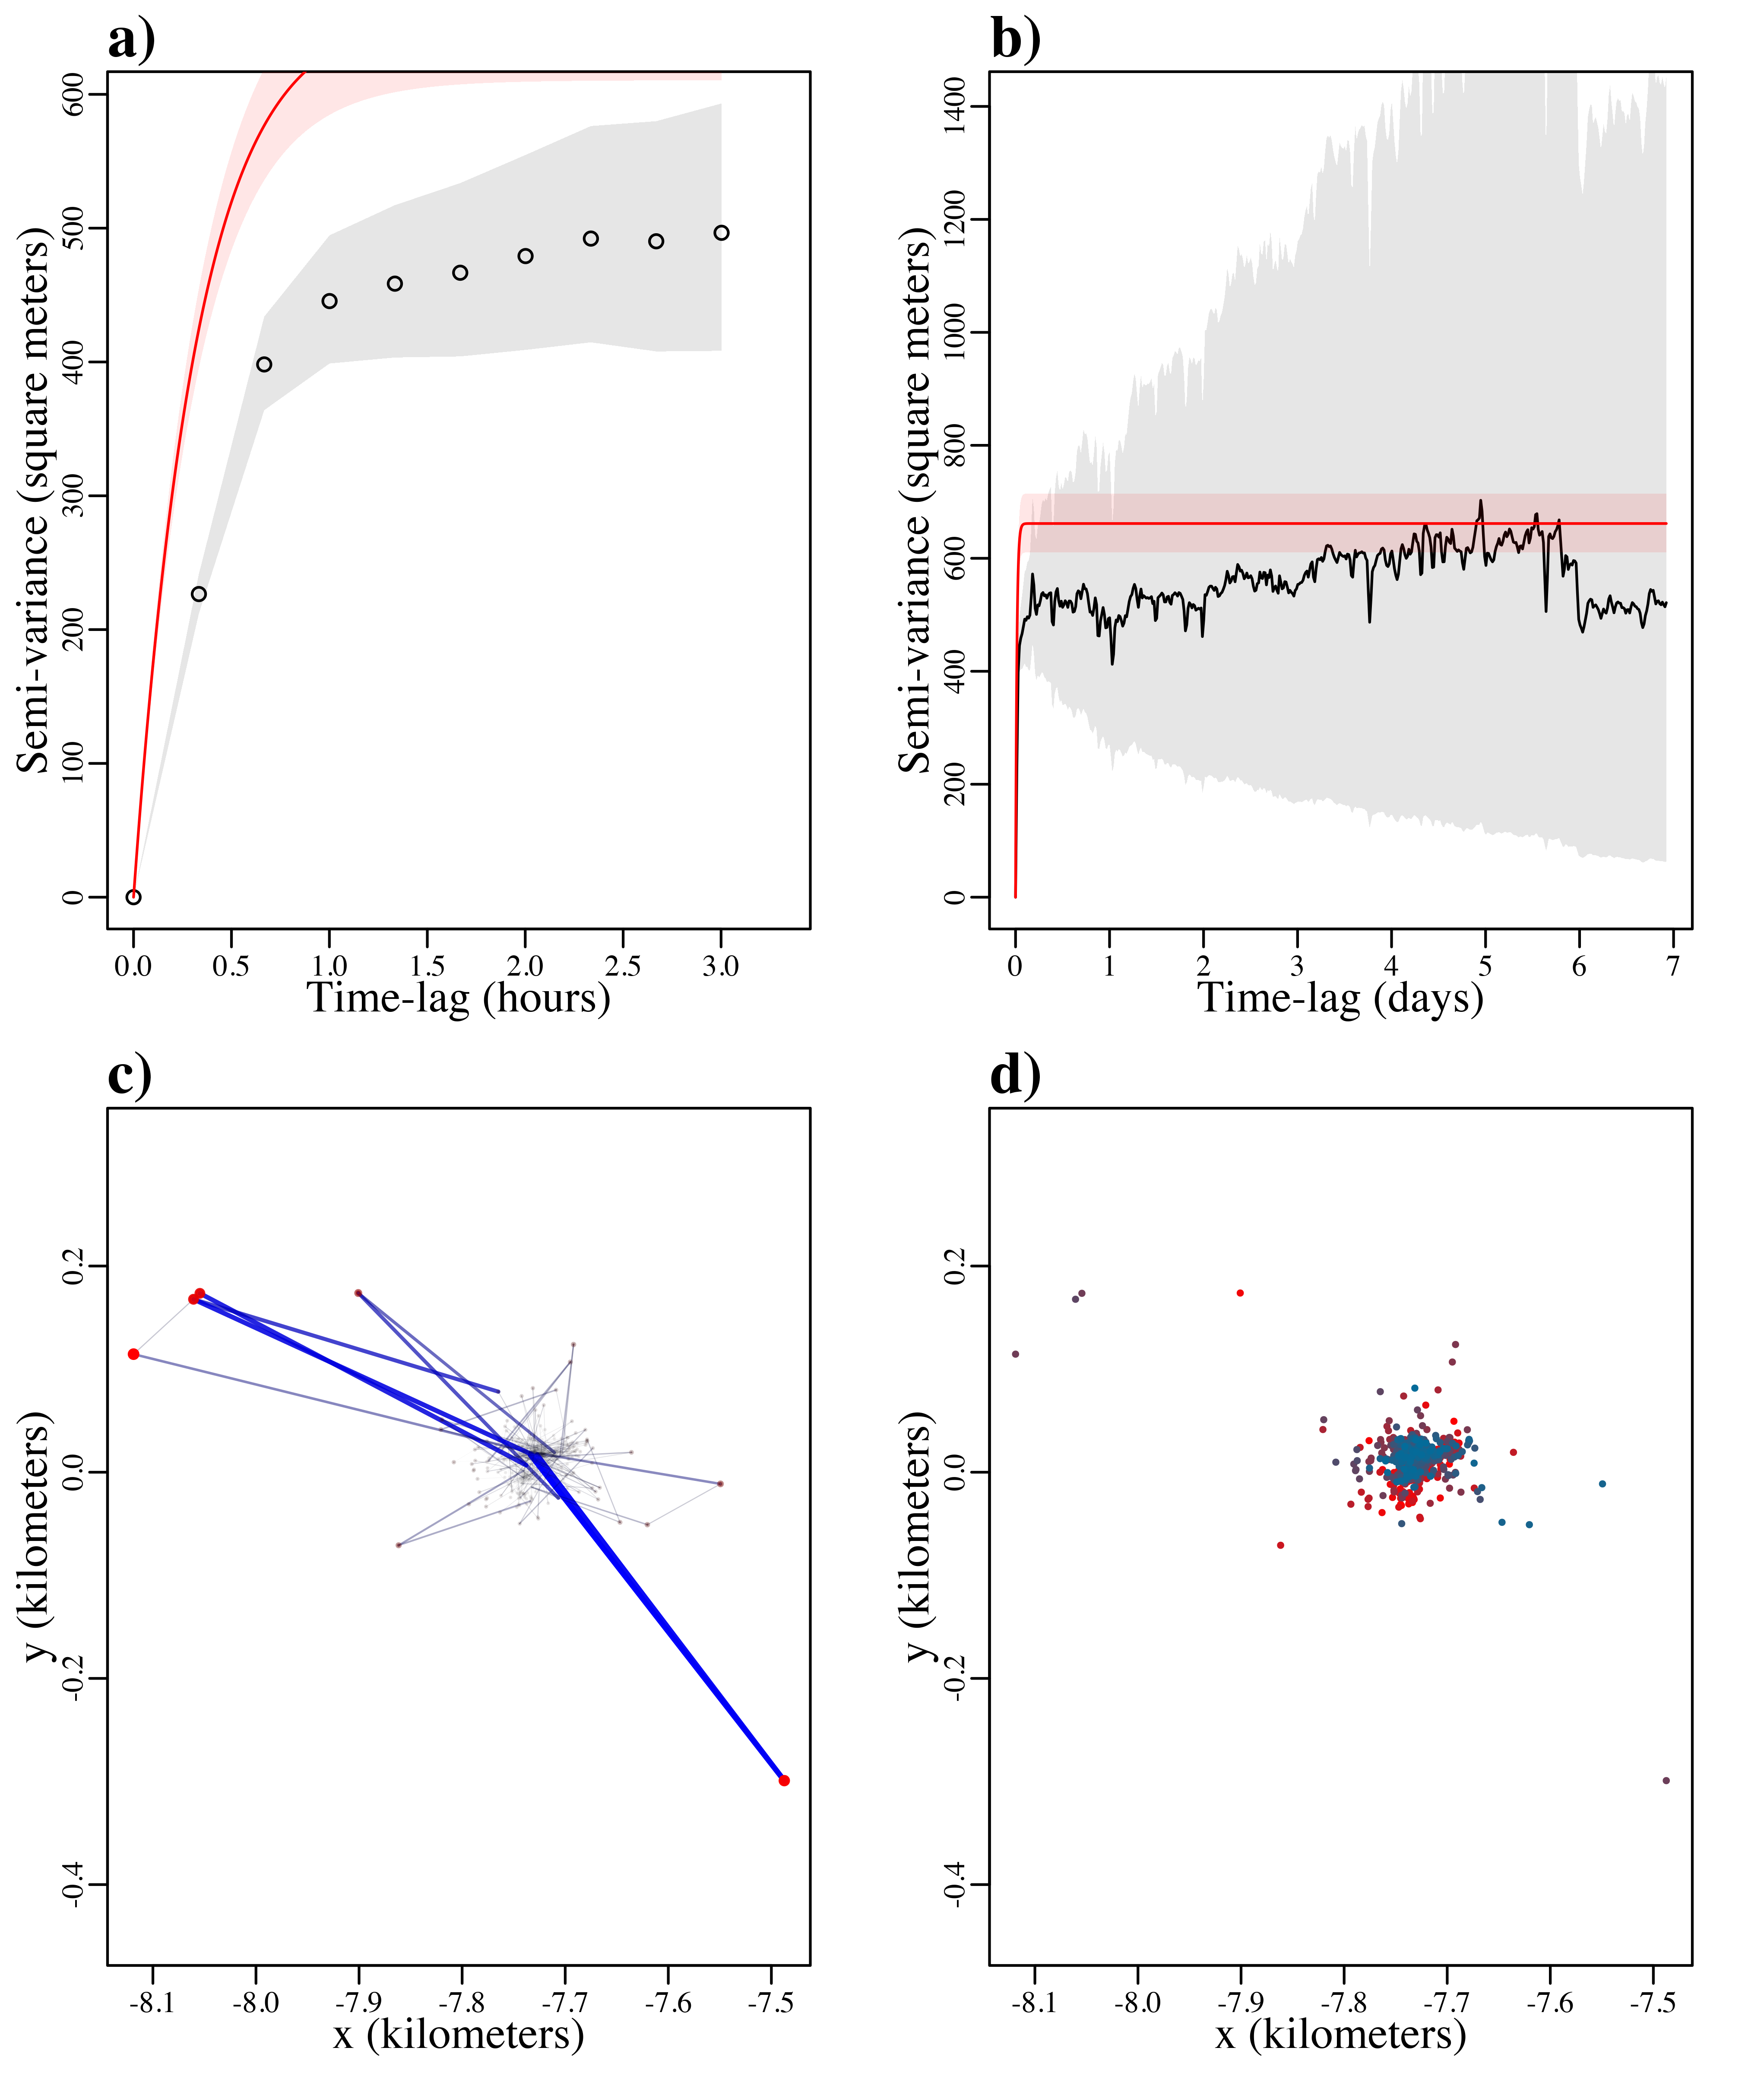 a)
Semi-variance (square meters)
600
500
400
300
200
100
0
0.0 0.5 1.0 1.5 2.0 2.5 3.0
Time-lag (hours)
b)
Semi-variance (square meters)
1400
1200
1000
800
600
400
200
0
0 1 2 3 4 5 6 7
Time-lag (days)
c)
y (kilometers)
0.2
0.0
-0.2
-0.4
-8.1 -8.0 -7.9 -7.8 -7.7 -7.6 -7.5
x (kilometers)
d)
y (kilometers)
0.2
0.0
-0.2
-0.4
-8.1 -8.0 -7.9 -7.8 -7.7 -7.6 -7.5
x (kilometers)